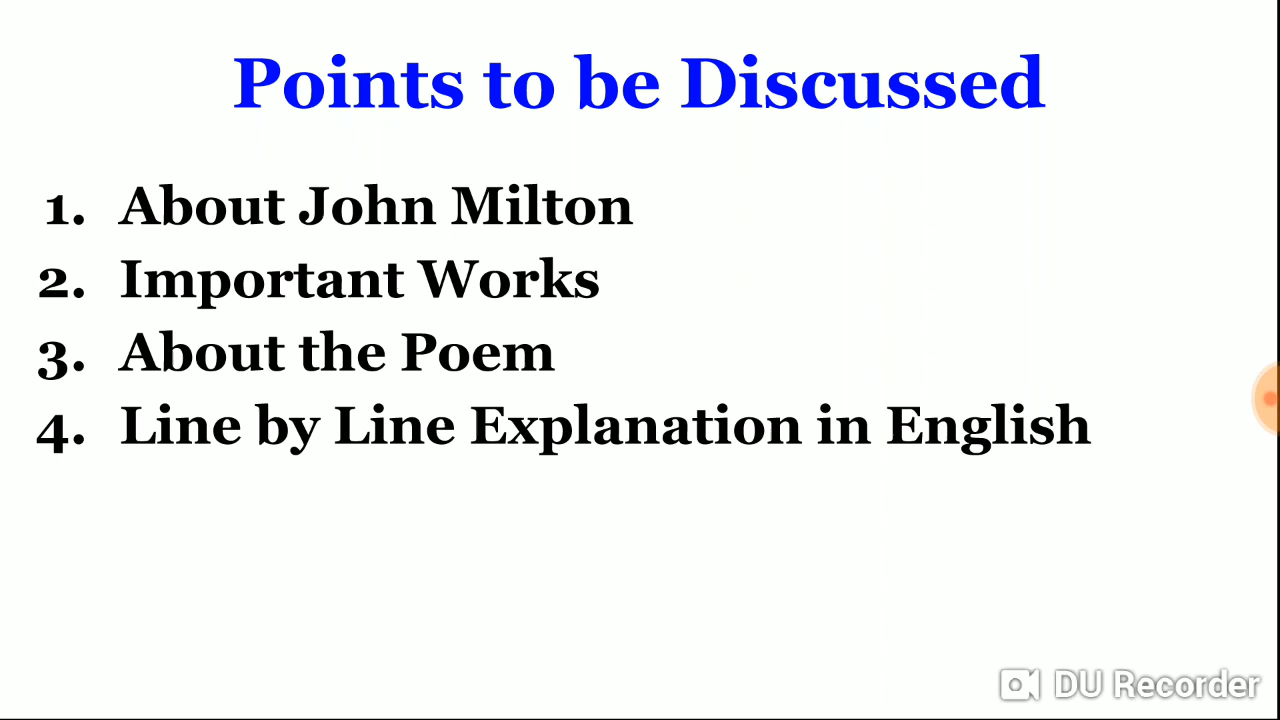 Points to be Discussed
1. About John Milton
2. Important Works
3. About the Poem
4. Line by Line Explanation in English
DU Recorder